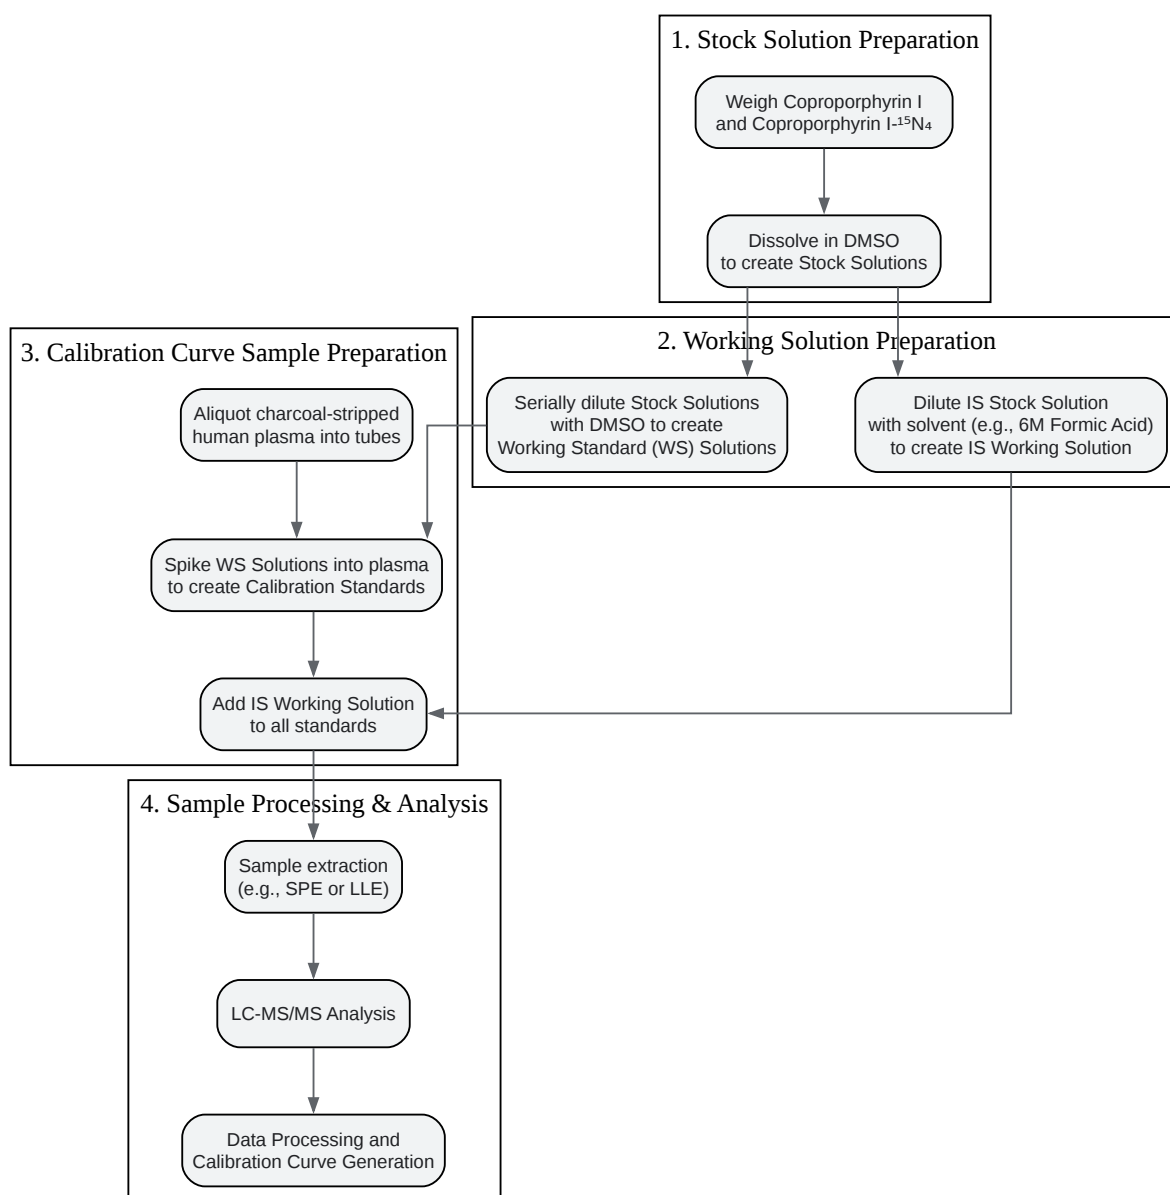 1. Stock Solution Preparation
Weigh Coproporphyrin I
and Coproporphyrin I-¹⁵N₄
Dissolve in DMSO
to create Stock Solutions
2. Working Solution Preparation
Serially dilute Stock Solutions
with DMSO to create
Working Standard (WS) Solutions
Dilute IS Stock Solution
with solvent (e.g., 6M Formic Acid)
to create IS Working Solution
3. Calibration Curve Sample Preparation
Aliquot charcoal-stripped
human plasma into tubes
Spike WS Solutions into plasma
to create Calibration Standards
Add IS Working Solution
to all standards
4. Sample Processing & Analysis
Sample extraction
(e.g., SPE or LLE)
LC-MS/MS Analysis
Data Processing and
Calibration Curve Generation